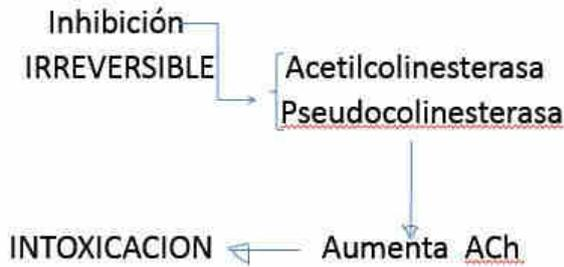 Inhibición
IRREVERSIBLE
Acetilcolinesterasa
Pseudocolinesterasa
Aumenta ACh
INTOXICACION